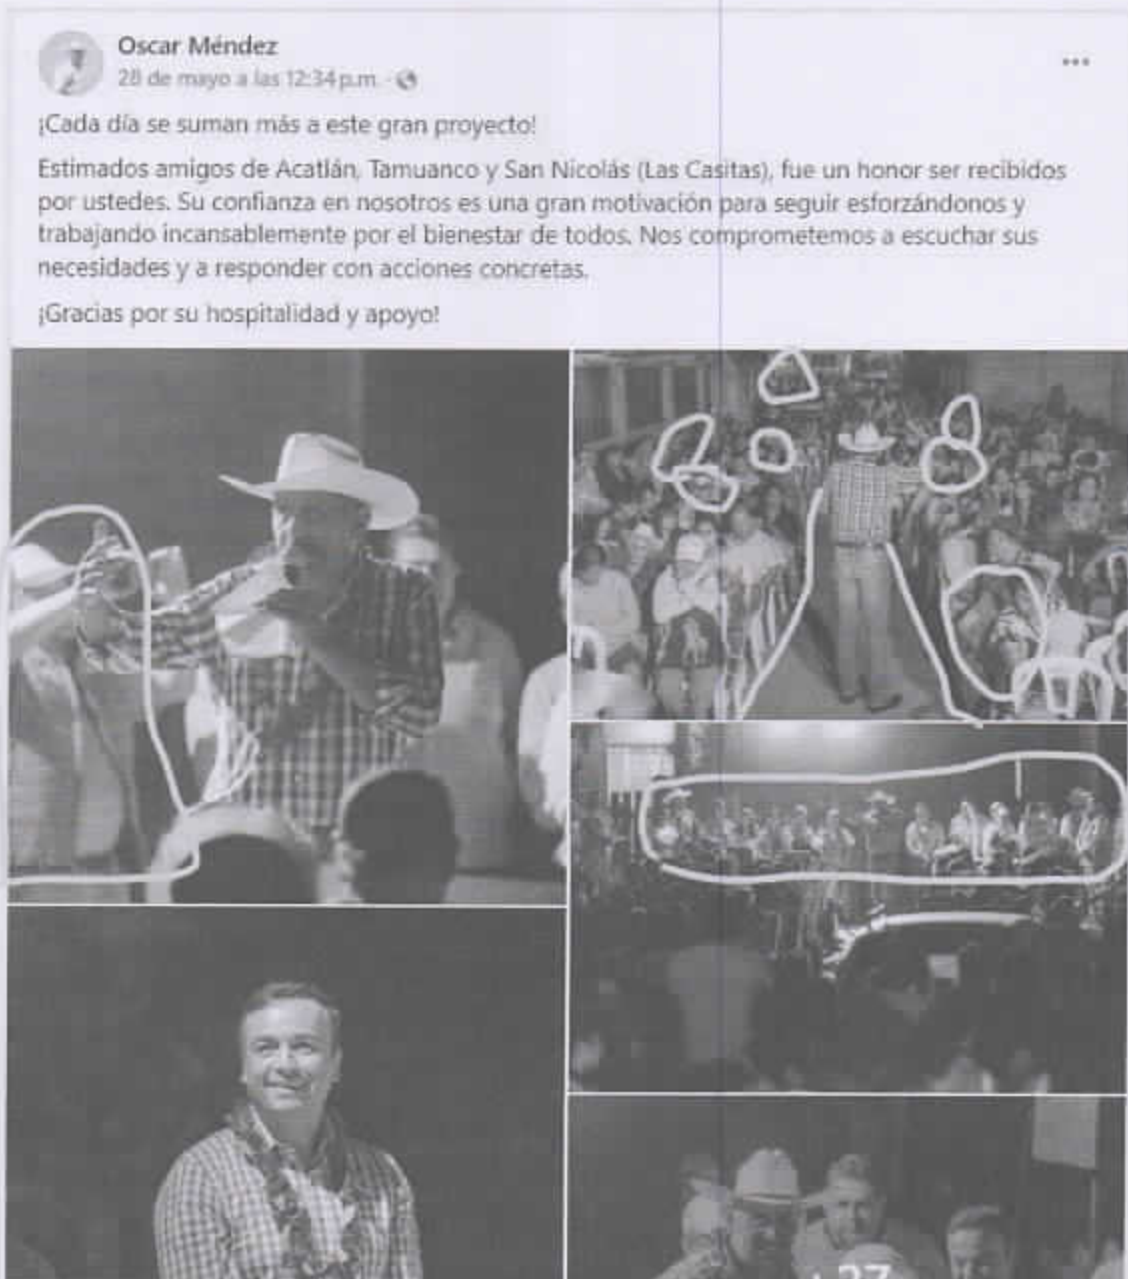 Oscar Méndez
28 de mayo a las 12:34 p.m.
¡Cada día se suman más a este gran proyecto!
Estimados amigos de Acatlán, Tamuanco y San Nicolás (Las Casitas), fue un honor ser recibidos
por ustedes. Su confianza en nosotros es una gran motivación para seguir esforzándonos y
trabajando incansablemente por el bienestar de todos. Nos comprometemos a escuchar sus
necesidades y a responder con acciones concretas.
¡Gracias por su hospitalidad y apoyo!
+27